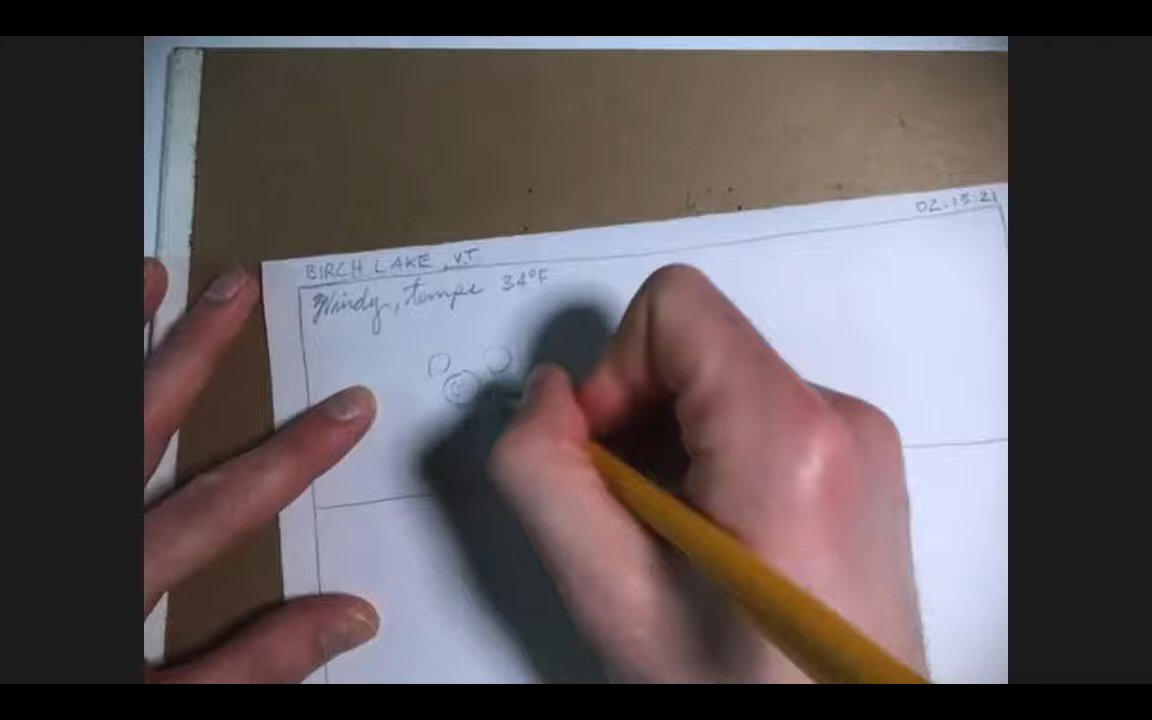 BIRCH LAKE, VT
02.15.21
Windy, temps 34°F